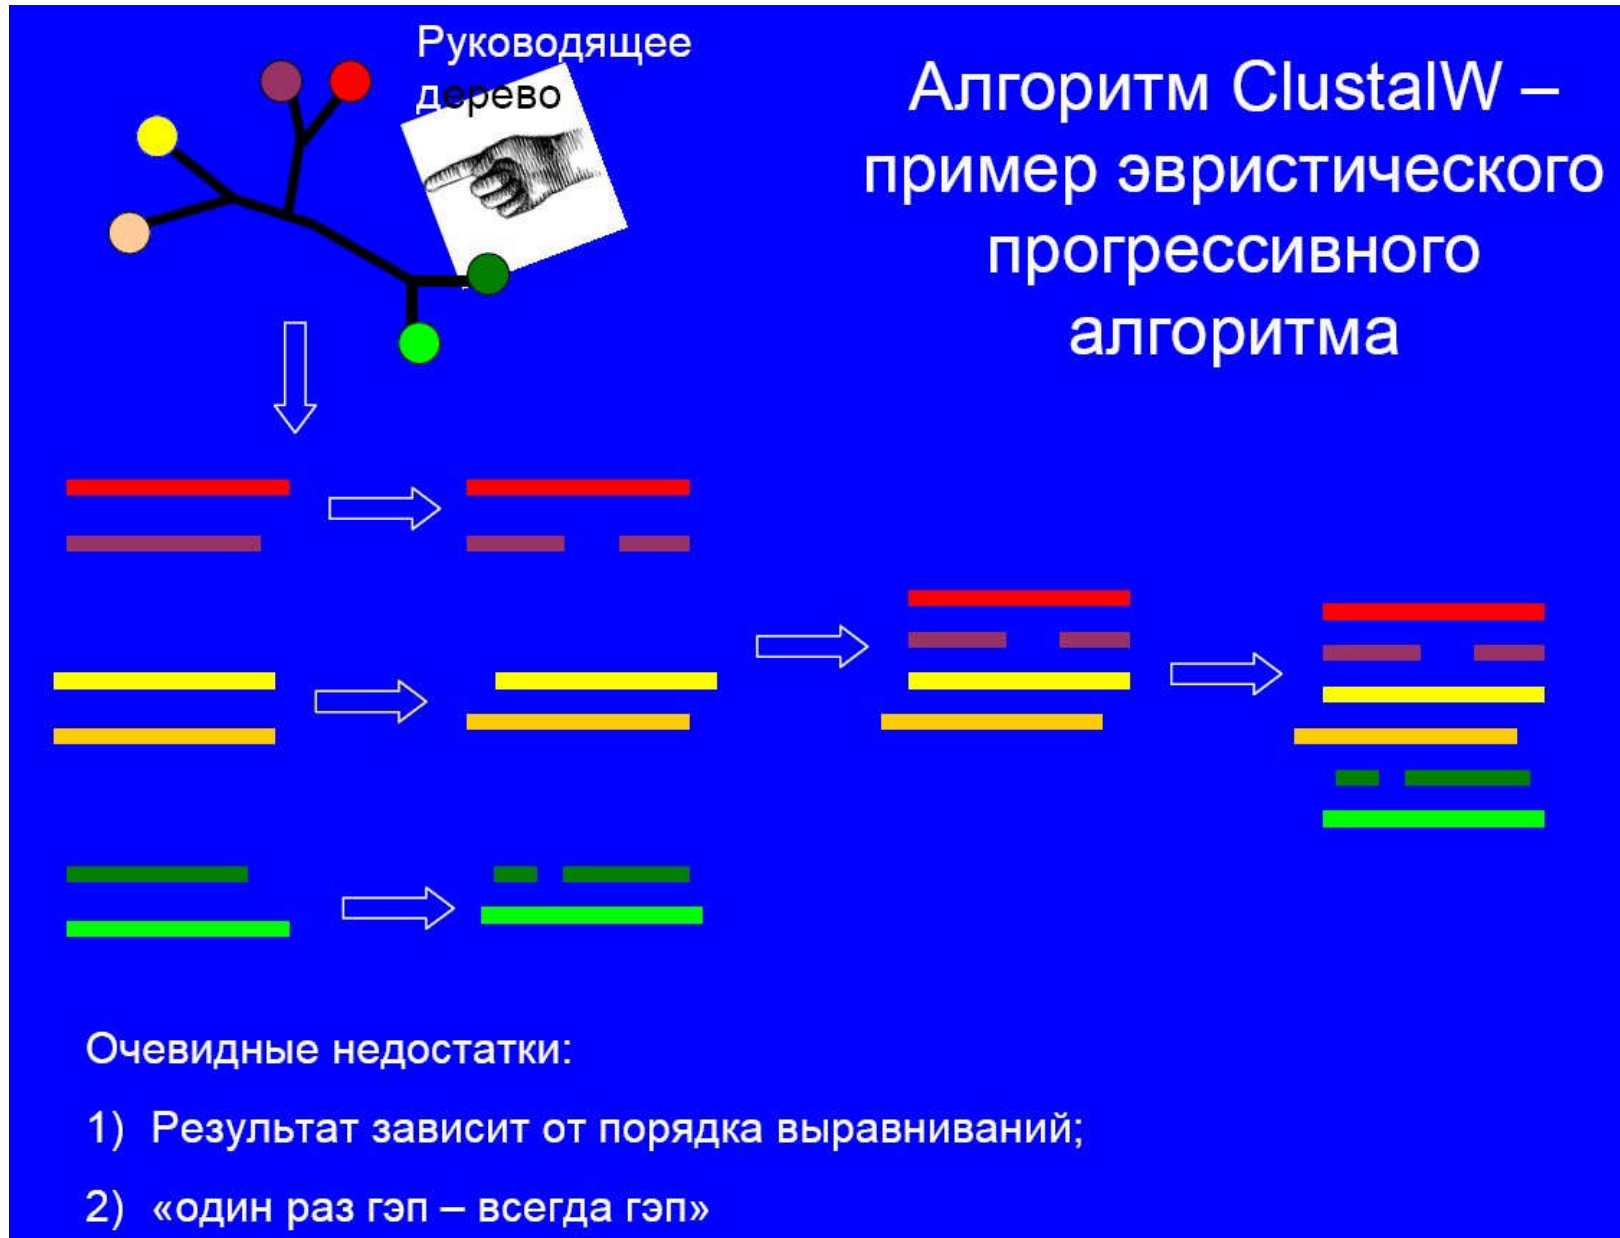 Руководящее
дерево
Алгоритм ClustalW –
пример эвристического
прогрессивного
алгоритма
Очевидные недостатки:
1) Результат зависит от порядка выравниваний;
2) «один раз гэп – всегда гэп»